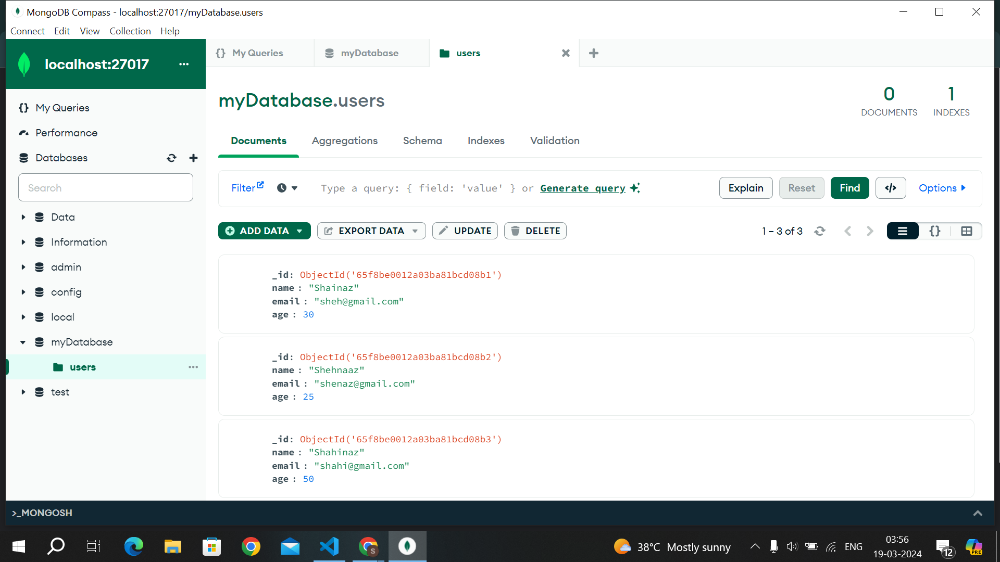 MongoDB Compass - localhost:27017/myDatabase.users
Connect Edit View Collection Help
localhost:27017
My Queries
myDatabase
users
My Queries
Performance
Databases
Search
Data
Information
admin
config
local
myDatabase
users
test
myDatabase.users
0
DOCUMENTS
1
INDEXES
Documents Aggregations Schema Indexes Validation
Filter Type a query: { field: 'value' } or Generate query Explain Reset Find </> Options
ADD DATA EXPORT DATA UPDATE DELETE 1 – 3 of 3 {}
_id: ObjectId('65f8be0012a03ba81bcd08b1')
name : "Shainaz"
email : "sheh@gmail.com"
age : 30
_id: ObjectId('65f8be0012a03ba81bcd08b2')
name : "Shehnaaz"
email : "shenaz@gmail.com"
age : 25
_id: ObjectId('65f8be0012a03ba81bcd08b3')
name : "Shahinaz"
email : "shahi@gmail.com"
age : 50
>_MONGOSH
S
38°C Mostly sunny
ENG
03:56
19-03-2024
12
PRE